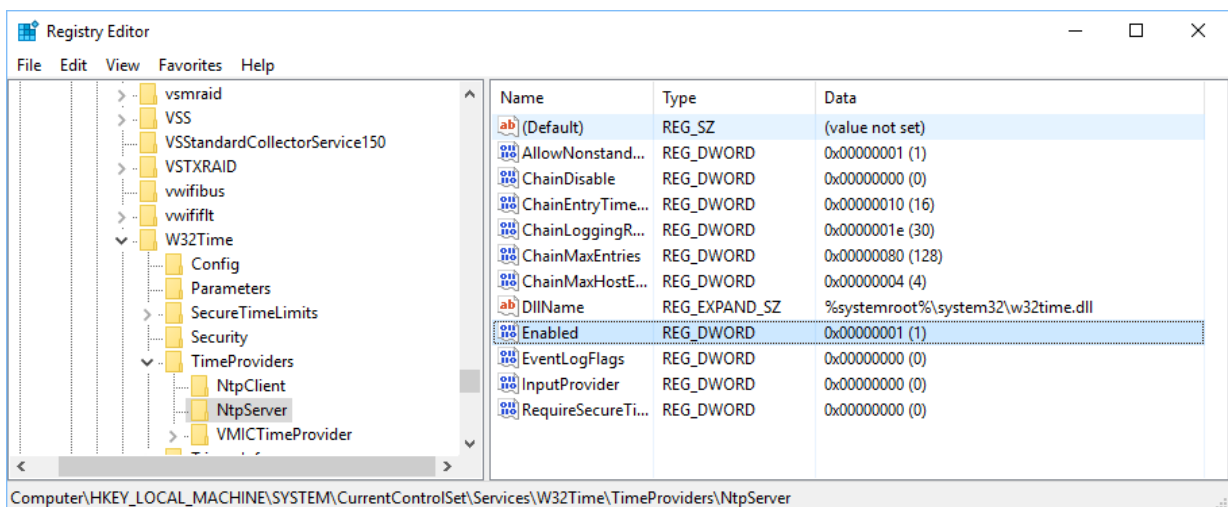 Registry Editor
File Edit View Favorites Help
vsmraid
VSS
VSStandardCollectorService150
VSTXRAID
vwifibus
vwififlt
W32Time
Config
Parameters
SecureTimeLimits
Security
TimeProviders
NtpClient
NtpServer
VMICTimeProvider
Name Type Data
(Default) REG_SZ (value not set)
AllowNonstand... REG_DWORD 0x00000001 (1)
ChainDisable REG_DWORD 0x00000000 (0)
ChainEntryTime... REG_DWORD 0x00000010 (16)
ChainLoggingR... REG_DWORD 0x0000001e (30)
ChainMaxEntries REG_DWORD 0x00000080 (128)
ChainMaxHostE... REG_DWORD 0x00000004 (4)
DllName REG_EXPAND_SZ %systemroot%\system32\w32time.dll
Enabled REG_DWORD 0x00000001 (1)
EventLogFlags REG_DWORD 0x00000000 (0)
InputProvider REG_DWORD 0x00000000 (0)
RequireSecureTi... REG_DWORD 0x00000000 (0)
Computer\HKEY_LOCAL_MACHINE\SYSTEM\CurrentControlSet\Services\W32Time\TimeProviders\NtpServer